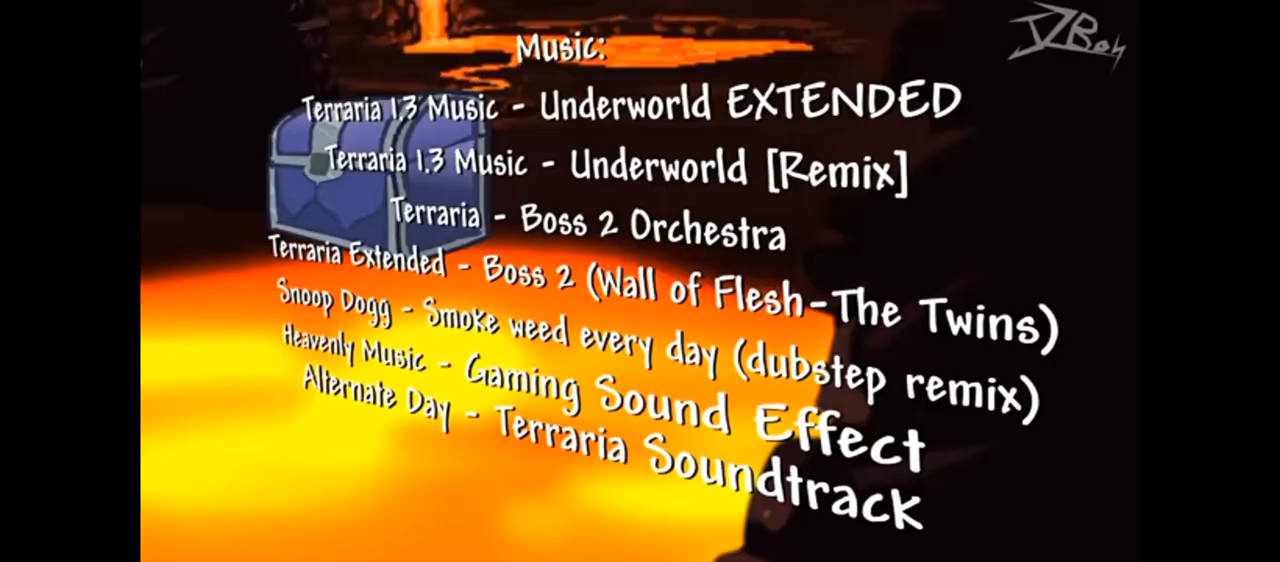 JZBoy
Music:
Terraria 1.3 Music - Underworld EXTENDED
Terraria 1.3 Music - Underworld [Remix]
Terraria - Boss 2 Orchestra
Terraria Extended - Boss 2 (Wall of Flesh-The Twins)
Snoop Dogg - Smoke weed every day (dubstep remix)
Heavenly Music - Gaming Sound Effect
Alternate Day - Terraria Soundtrack